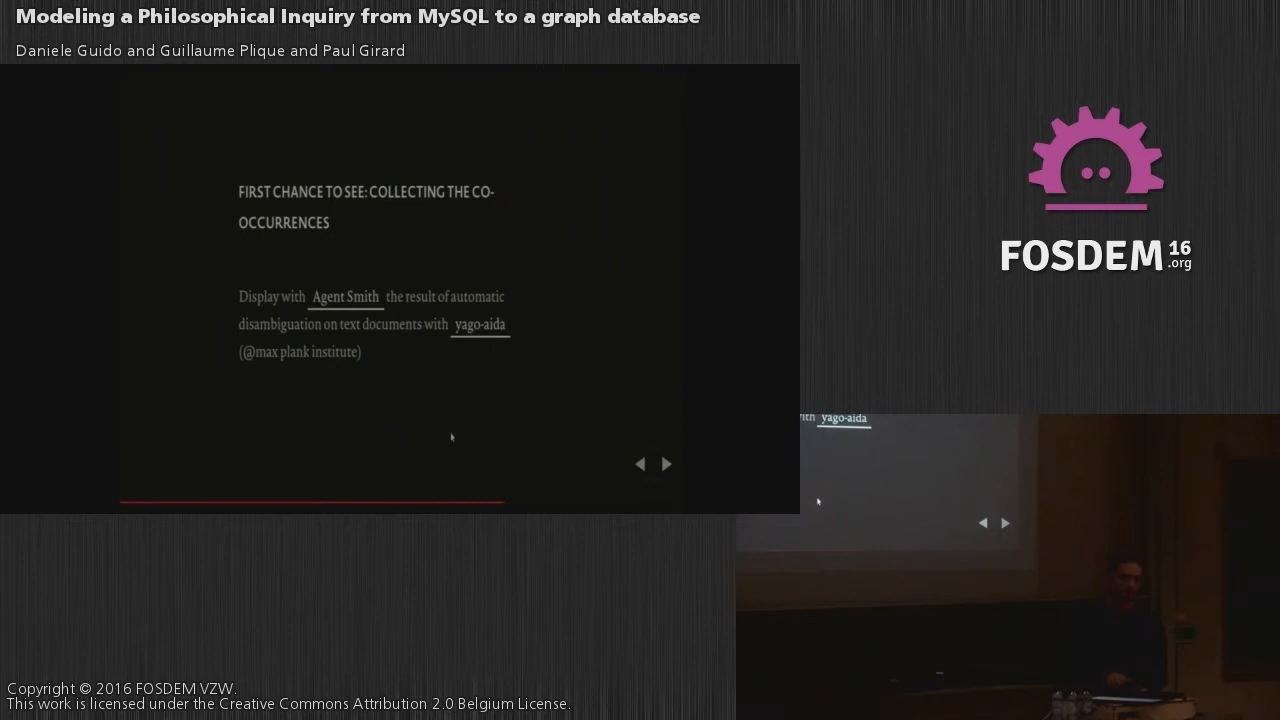 Modeling a Philosophical Inquiry from MySQL to a graph database
Daniele Guido and Guillaume Plique and Paul Girard
FIRST CHANCE TO SEE: COLLECTING THE CO-
OCCURRENCES
Display with Agent Smith the result of automatic
disambiguation on text documents with yago-aida
(@max plank institute)
FOSDEM 16
.org
ith yago-aida
Copyright © 2016 FOSDEM VZW.
This work is licensed under the Creative Commons Attribution 2.0 Belgium License.